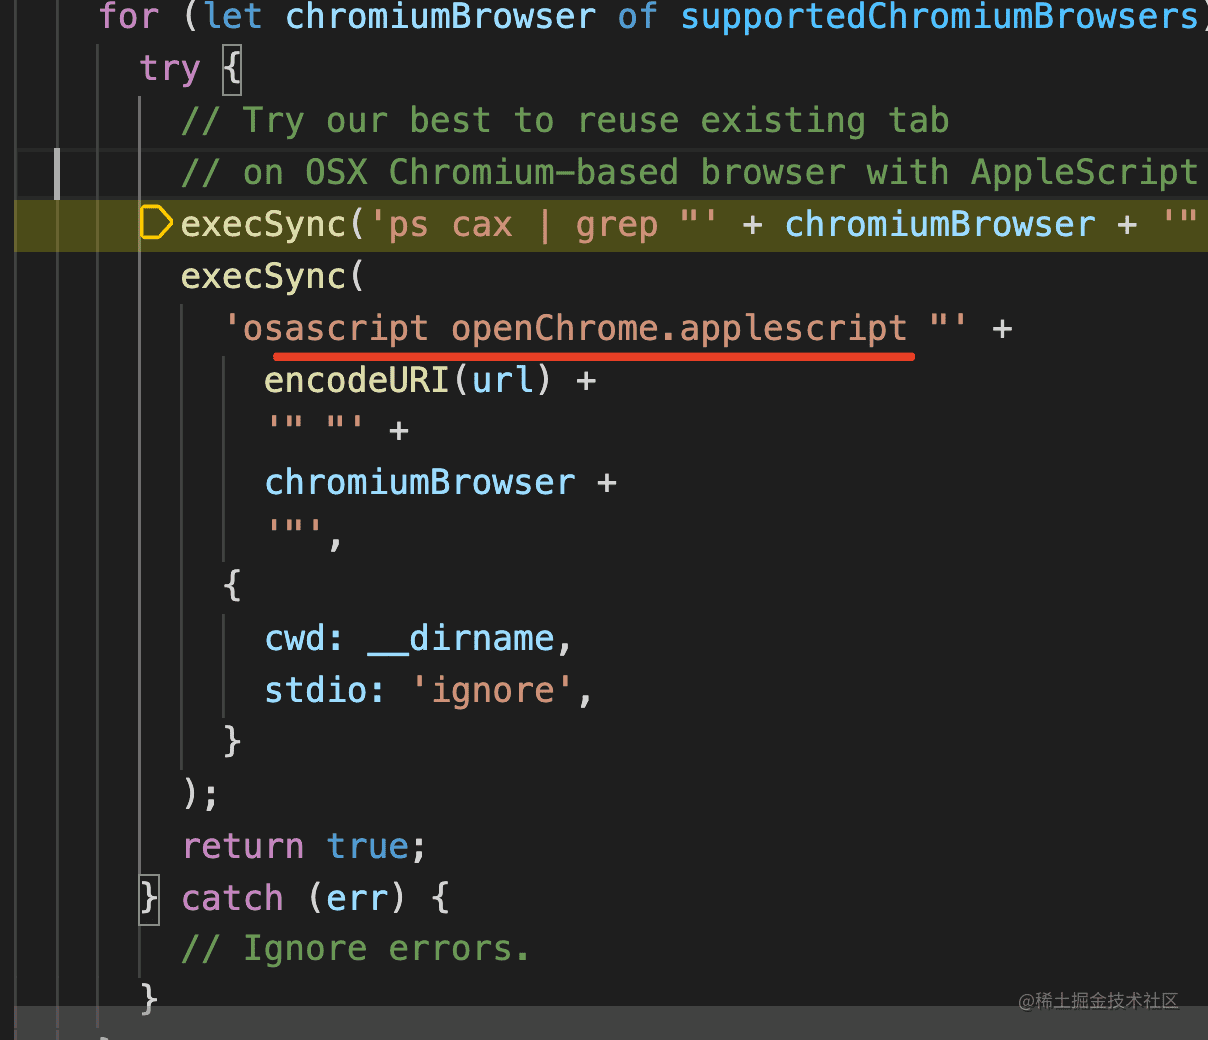 for (let chromiumBrowser of supportedChromiumBrowsers)
try {
// Try our best to reuse existing tab
// on OSX Chromium-based browser with AppleScript
execSync('ps cax | grep "' + chromiumBrowser + '"
execSync(
'osascript openChrome.applescript "' +
encodeURI(url) +
'" "' +
chromiumBrowser +
'"',
{
cwd: __dirname,
stdio: 'ignore',
}
);
return true;
} catch (err) {
// Ignore errors.
}
@稀土掘金技术社区